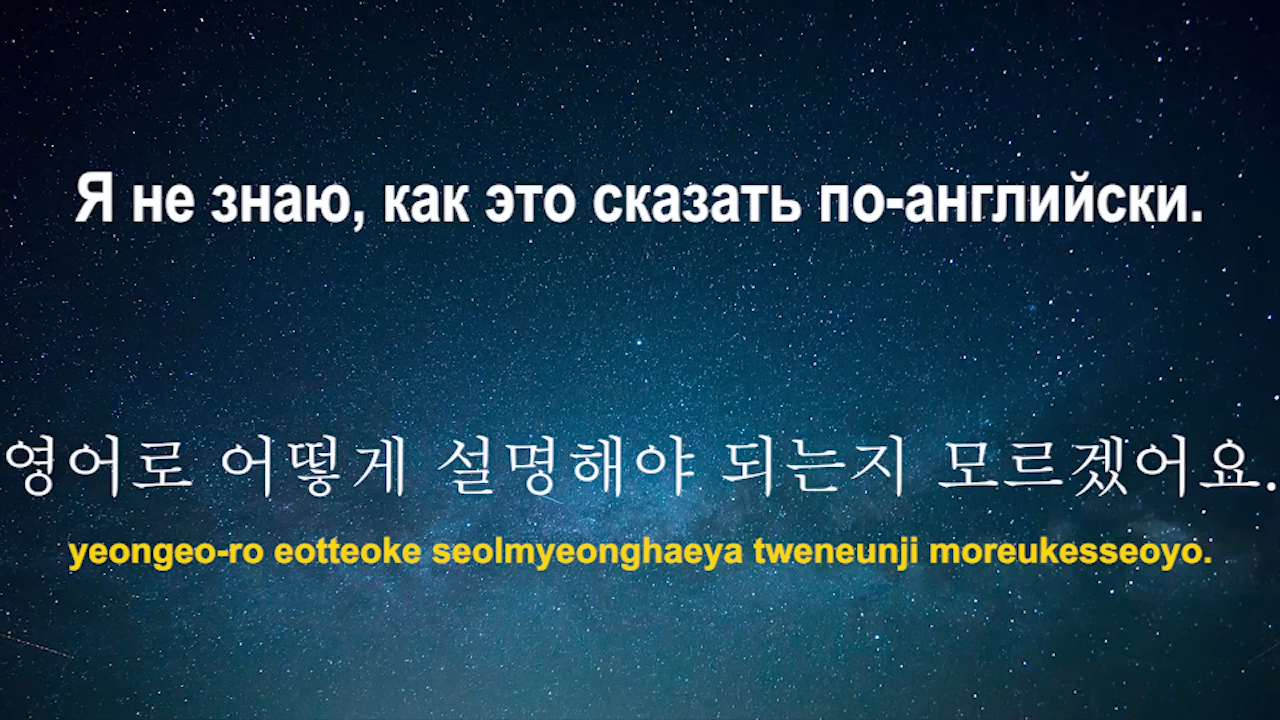 Я не знаю, как это сказать по-английски.
영어로 어떻게 설명해야 되는지 모르겠어요.
yeongeo-ro eotteoke seolmyeonghaeya tweneunji moreukesseoyo.